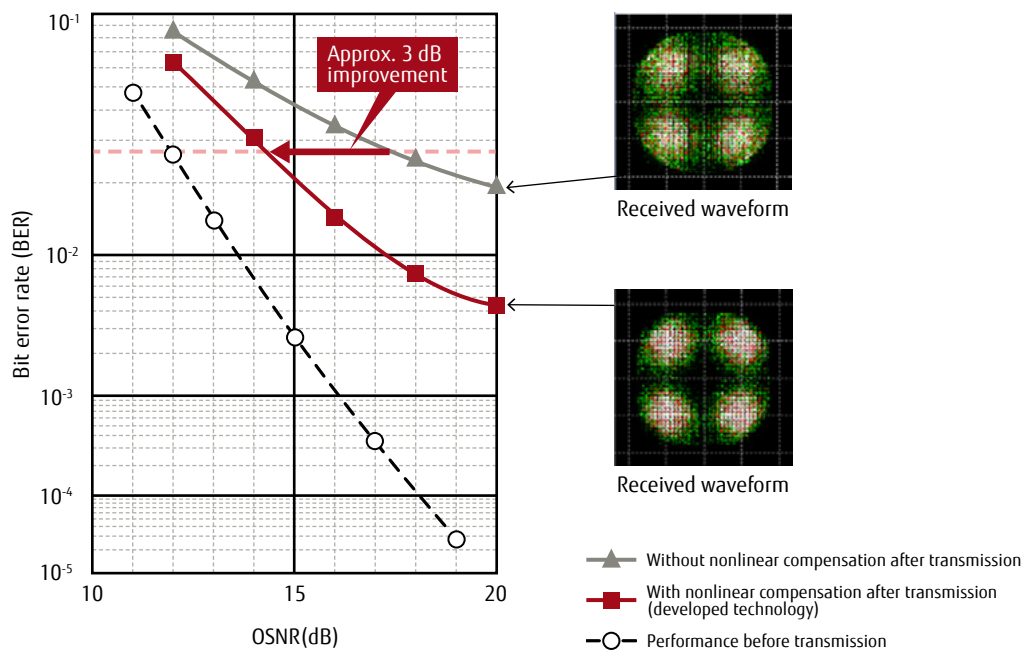 10-1
Approx. 3 dB
improvement
10-2
10-3
10-4
10-5
Bit error rate (BER)
10
15
20
OSNR(dB)
Received waveform
Received waveform
Without nonlinear compensation after transmission
With nonlinear compensation after transmission
(developed technology)
Performance before transmission